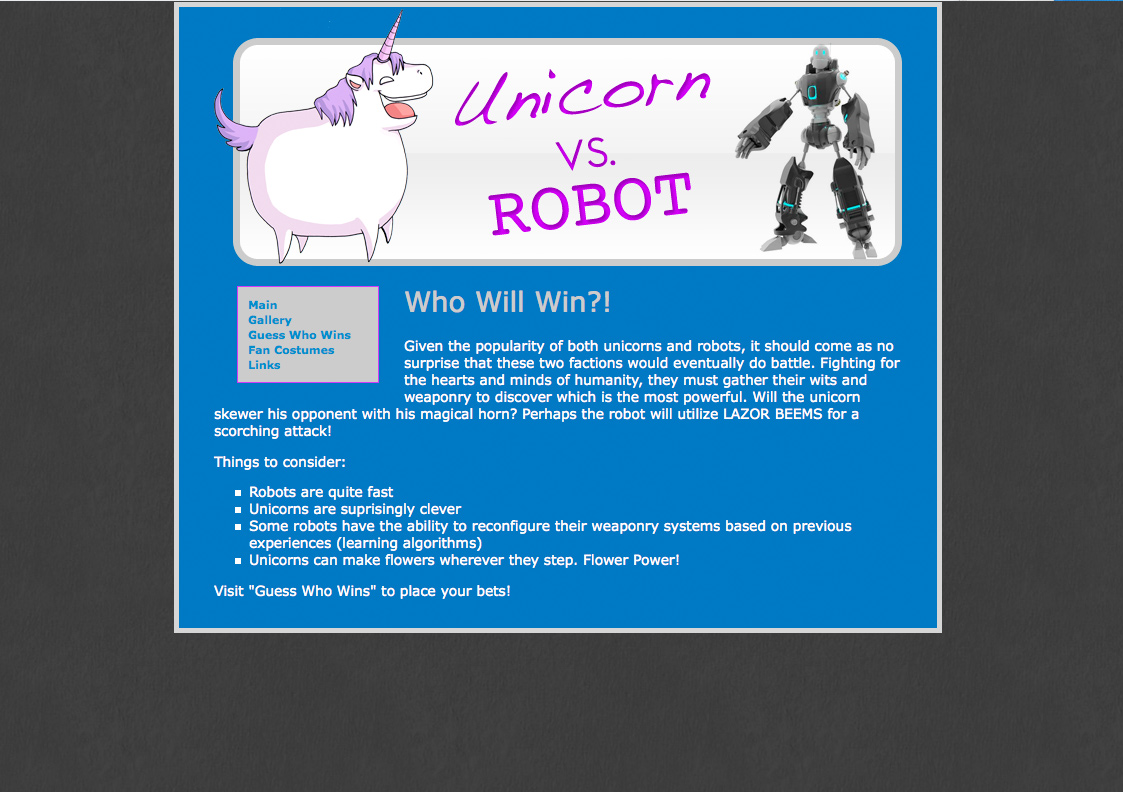 Unicorn
VS.
ROBOT
Main
Gallery
Guess Who Wins
Fan Costumes
Links
Who Will Win?!
Given the popularity of both unicorns and robots, it should come as no
surprise that these two factions would eventually do battle. Fighting for
the hearts and minds of humanity, they must gather their wits and
weaponry to discover which is the most powerful. Will the unicorn
skewer his opponent with his magical horn? Perhaps the robot will utilize LAZOR BEEMS for a
scorching attack!
Things to consider:
Robots are quite fast
Unicorns are suprisingly clever
Some robots have the ability to reconfigure their weaponry systems based on previous
experiences (learning algorithms)
Unicorns can make flowers wherever they step. Flower Power!
Visit "Guess Who Wins" to place your bets!